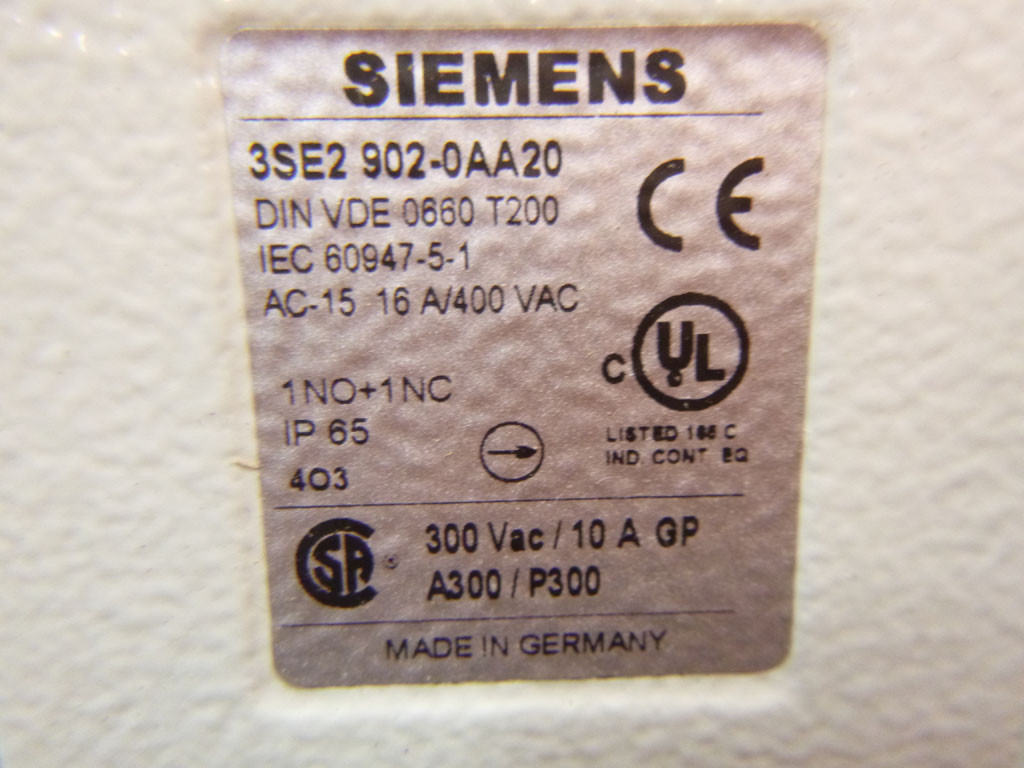 SIEMENS
3SE2 902-0AA20
CE
DIN VDE 0660 T200
IEC 60947-5-1
AC-15 16 A/400 VAC
C UL
1NO+1NC
IP 65
LISTED C
IND. CONT EQ
403
CSA ®
300 Vac / 10 A GP
A300 / P300
MADE IN GERMANY